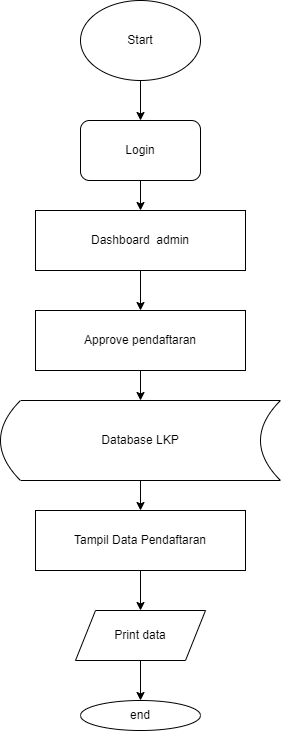 Start
Login
Dashboard admin
Approve pendaftaran
Database LKP
Tampil Data Pendaftaran
Print data
end